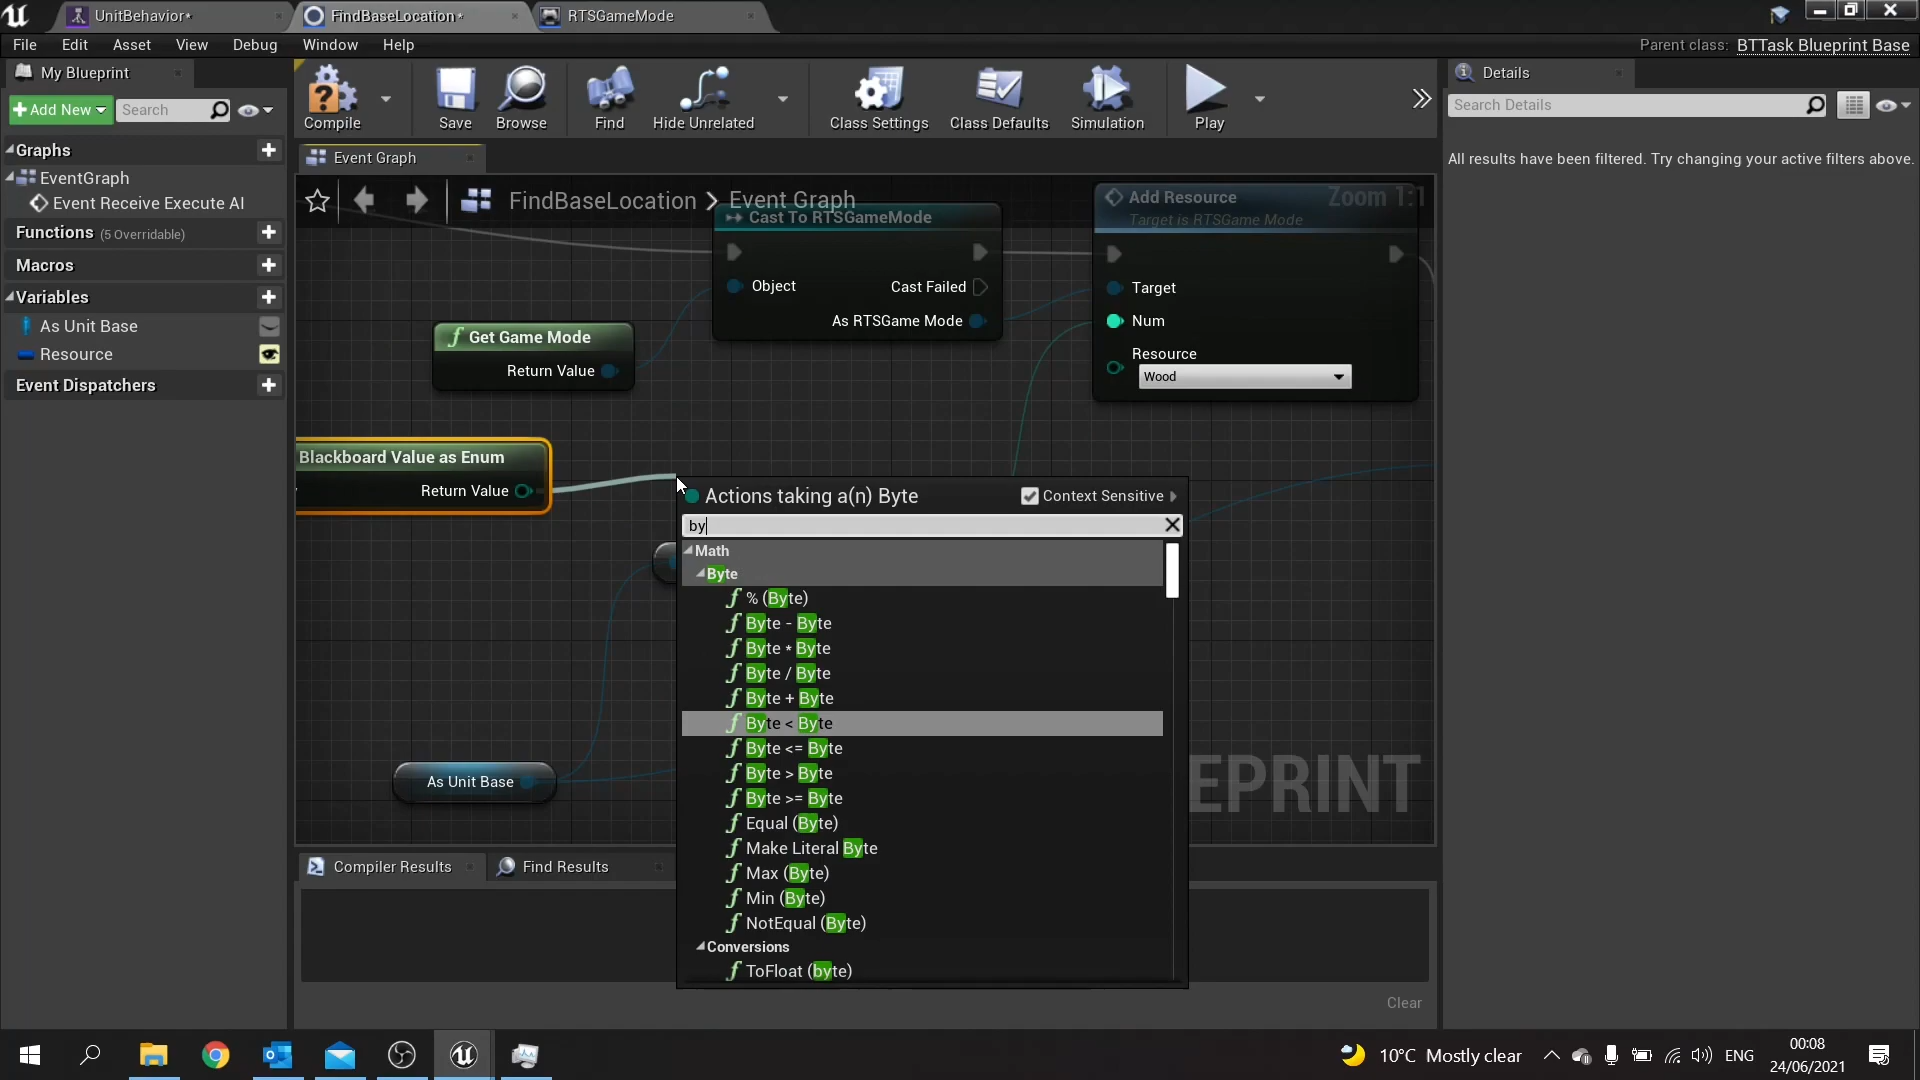 UnitBehavior*
FindBaseLocation*
RTSGameMode
File Edit Asset View Debug Window Help
Parent class: BTTask Blueprint Base
My Blueprint
Add New
Search
Graphs
EventGraph
Event Receive Execute AI
Functions (5 Overridable)
Macros
Variables
As Unit Base
Resource
Event Dispatchers
Compile
Save
Browse
Find
Hide Unrelated
Class Settings
Class Defaults
Simulation
Play
Event Graph
FindBaseLocation > Event Graph
Zoom 1:1
Cast To RTSGameMode
Object
Cast Failed
As RTSGame Mode
Add Resource
Target is RTSGame Mode
Target
Num
Resource
Wood
Get Game Mode
Return Value
Blackboard Value as Enum
Return Value
As Unit Base
EPRINT
Actions taking a(n) Byte
Context Sensitive
by
Math
Byte
% (Byte)
Byte - Byte
Byte * Byte
Byte / Byte
Byte + Byte
Byte < Byte
Byte <= Byte
Byte > Byte
Byte >= Byte
Equal (Byte)
Make Literal Byte
Max (Byte)
Min (Byte)
NotEqual (Byte)
Conversions
ToFloat (byte)
Compiler Results
Find Results
Clear
Details
Search Details
All results have been filtered. Try changing your active filters above.
10°C Mostly clear
ENG
00:08
24/06/2021